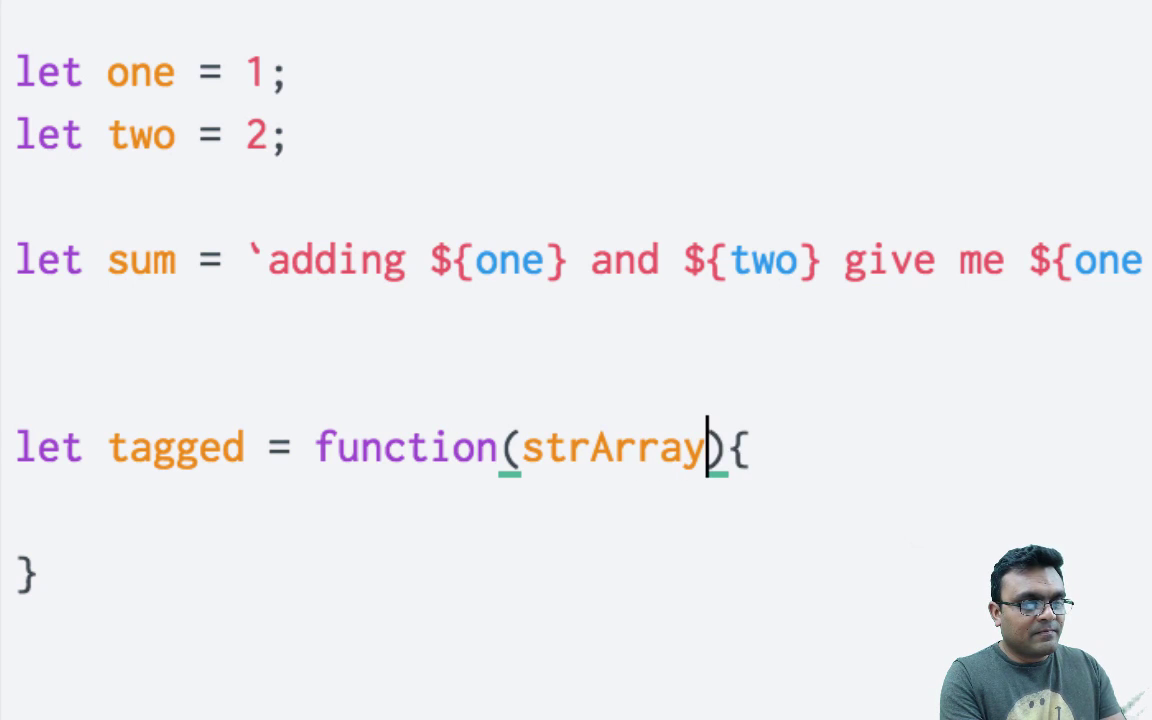 let one = 1;
let two = 2;
let sum = `adding ${one} and ${two} give me ${one
let tagged = function(strArray){
}